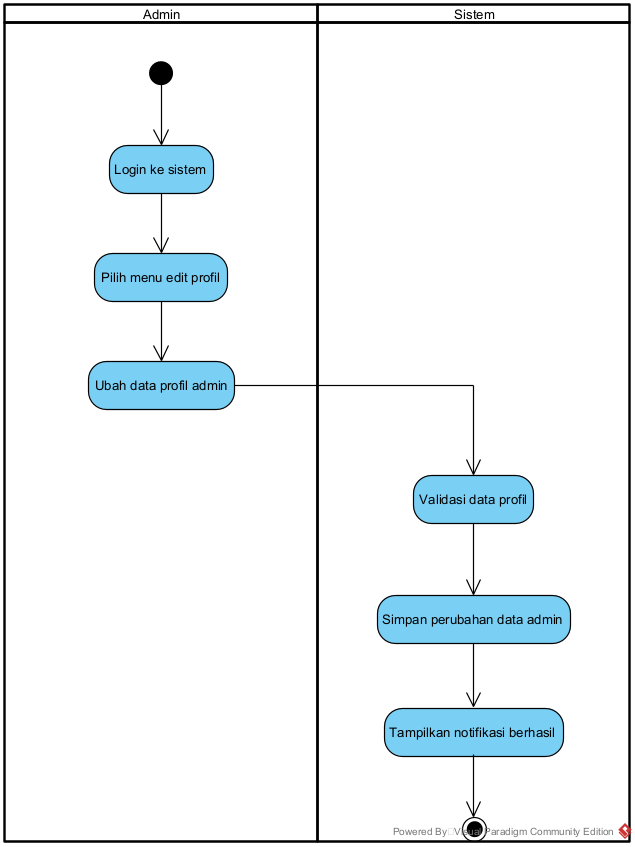 Admin
Sistem
Login ke sistem
Pilih menu edit profil
Ubah data profil admin
Validasi data profil
Simpan perubahan data admin
Tampilkan notifikasi berhasil
Powered By Visual Paradigm Community Edition